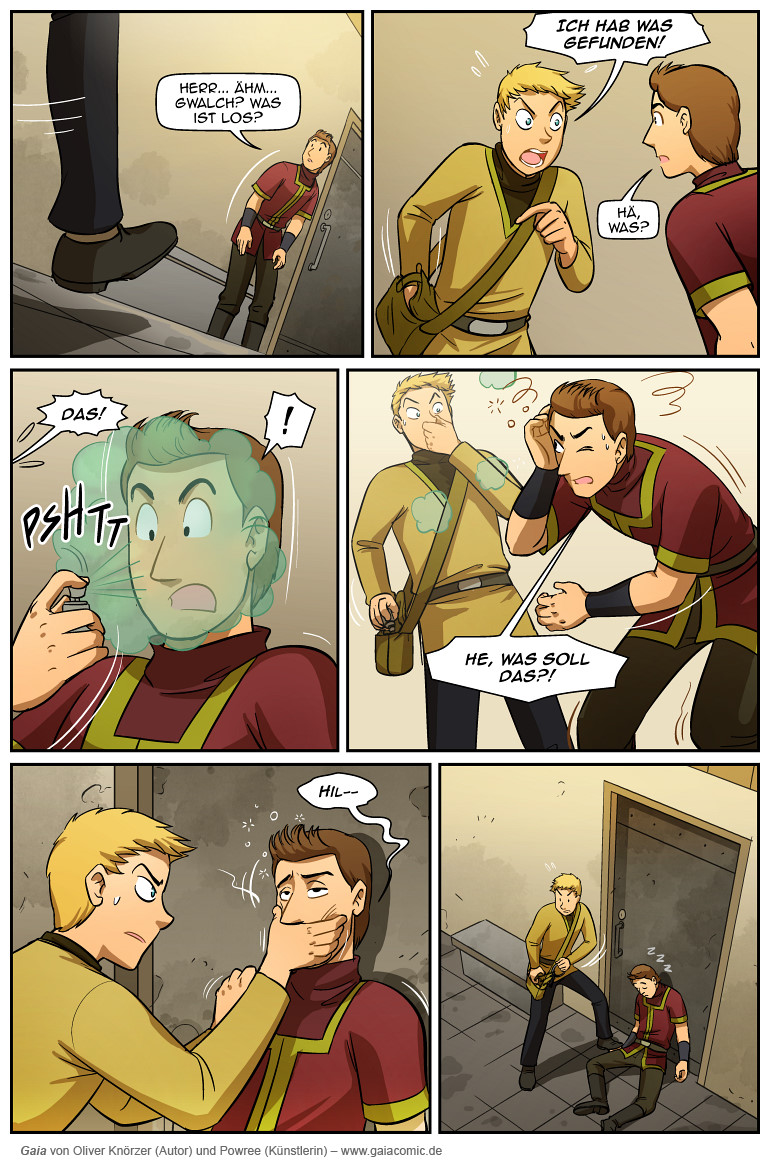 HERR... ÄHM...
GWALCH? WAS
IST LOS?
ICH HAB WAS
GEFUNDEN!
HÄ,
WAS?
DAS!
!
PSHTT
HE, WAS SOLL
DAS?!
HIL--
Z Z Z
Gaia von Oliver Knörzer (Autor) und Powree (Künstlerin) – www.gaiacomic.de